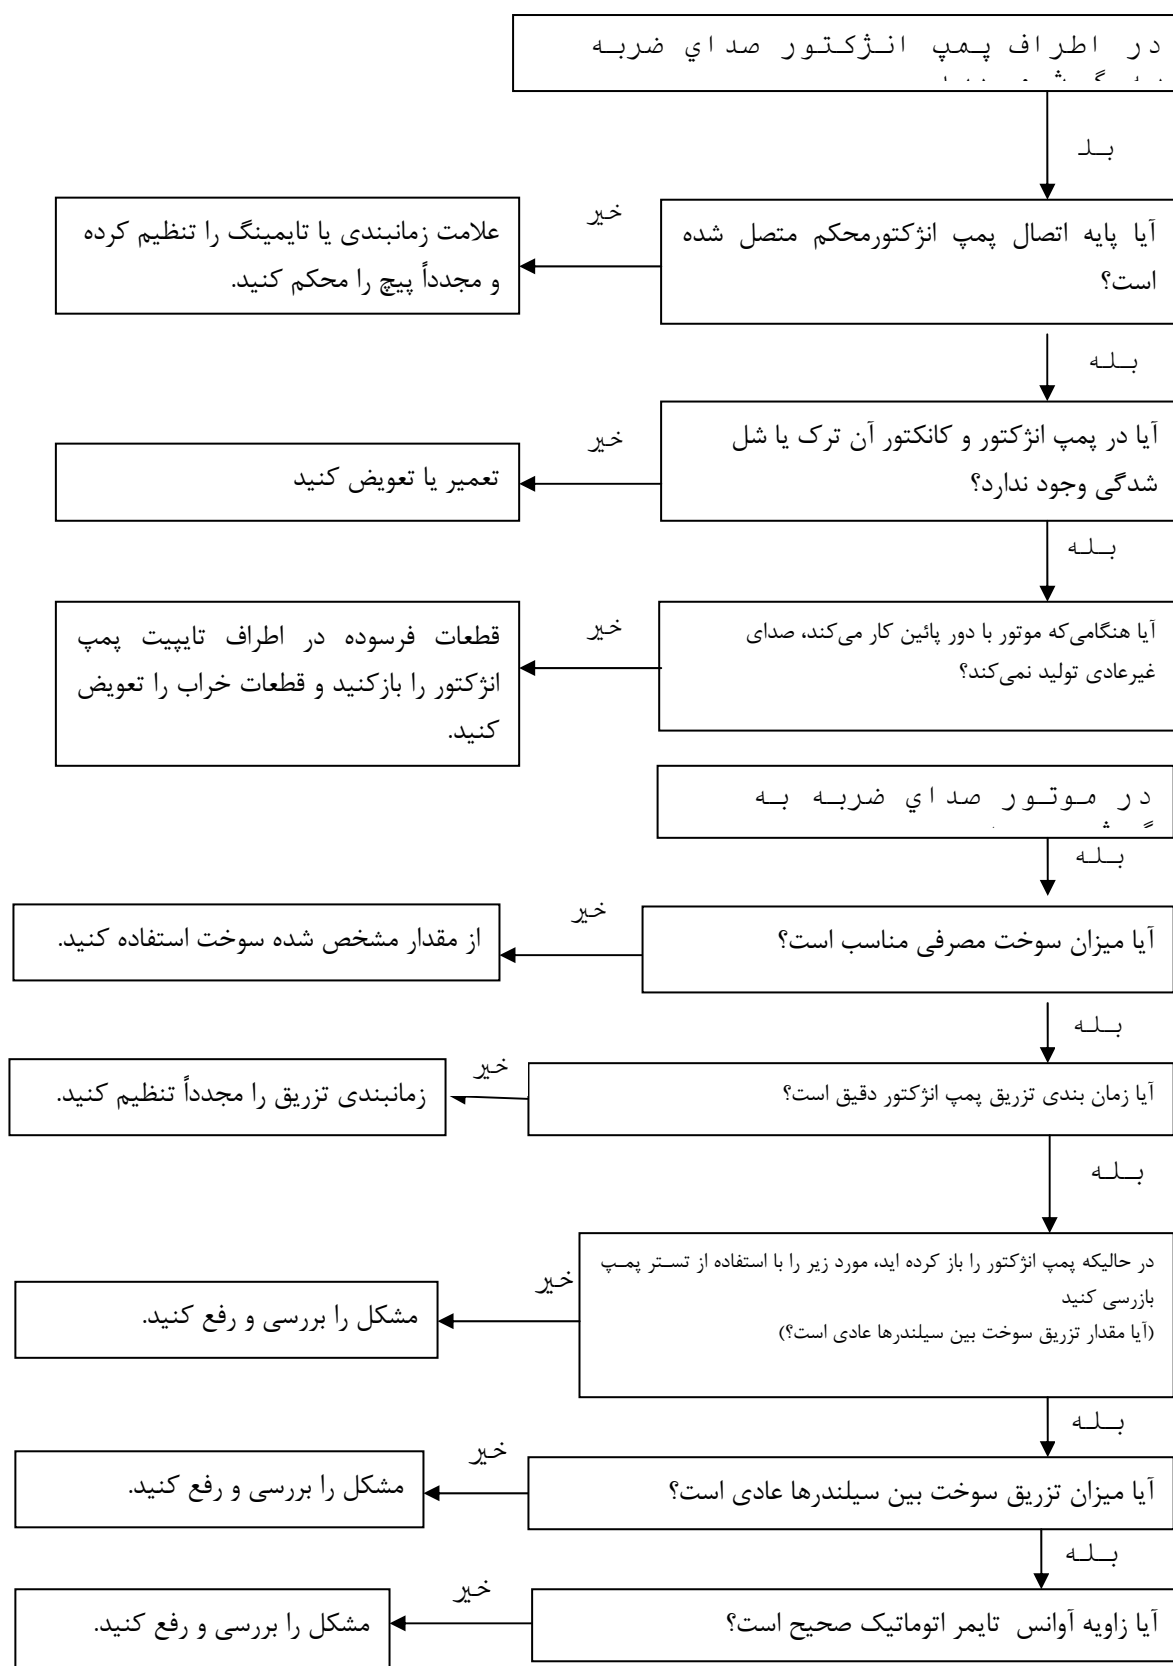 در اطراف پمپ انژكتور صداي ضربه
بلـ
آیا پایه اتصال پمپ انژکتورمحکم متصل شده
است؟
خیر
علامت زمانبندی یا تایمینگ را تنظیم کرده
و مجدداً پیچ را محکم کنید.
بله
آیا در پمپ انژکتور و کانکتور آن ترک یا شل
شدگی وجود ندارد؟
خیر
تعمیر یا تعویض کنید
بله
آیا هنگامی‌که موتور با دور پائین کار می‌کند، صدای
غیرعادی تولید نمی‌کند؟
خیر
قطعات فرسوده در اطراف تایپیت پمپ
انژکتور را بازکنید و قطعات خراب را تعویض
کنید.
در موتور صداي ضربه به
بله
آیا میزان سوخت مصرفی مناسب است؟
خیر
از مقدار مشخص شده سوخت استفاده کنید.
بله
آیا زمان بندی تزریق پمپ انژکتور دقیق است؟
خیر
زمانبندی تزریق را مجدداً تنظیم کنید.
بله
در حالیکه پمپ انژکتور را باز کرده اید، مورد زیر را با استفاده از تستر پمپ
بازرسی کنید
(آیا مقدار تزریق سوخت بین سیلندرها عادی است؟)
خیر
مشکل را بررسی و رفع کنید.
بله
آیا میزان تزریق سوخت بین سیلندرها عادی است؟
خیر
مشکل را بررسی و رفع کنید.
بله
آیا زاویه آوانس تایمر اتوماتیک صحیح است؟
خیر
مشکل را بررسی و رفع کنید.